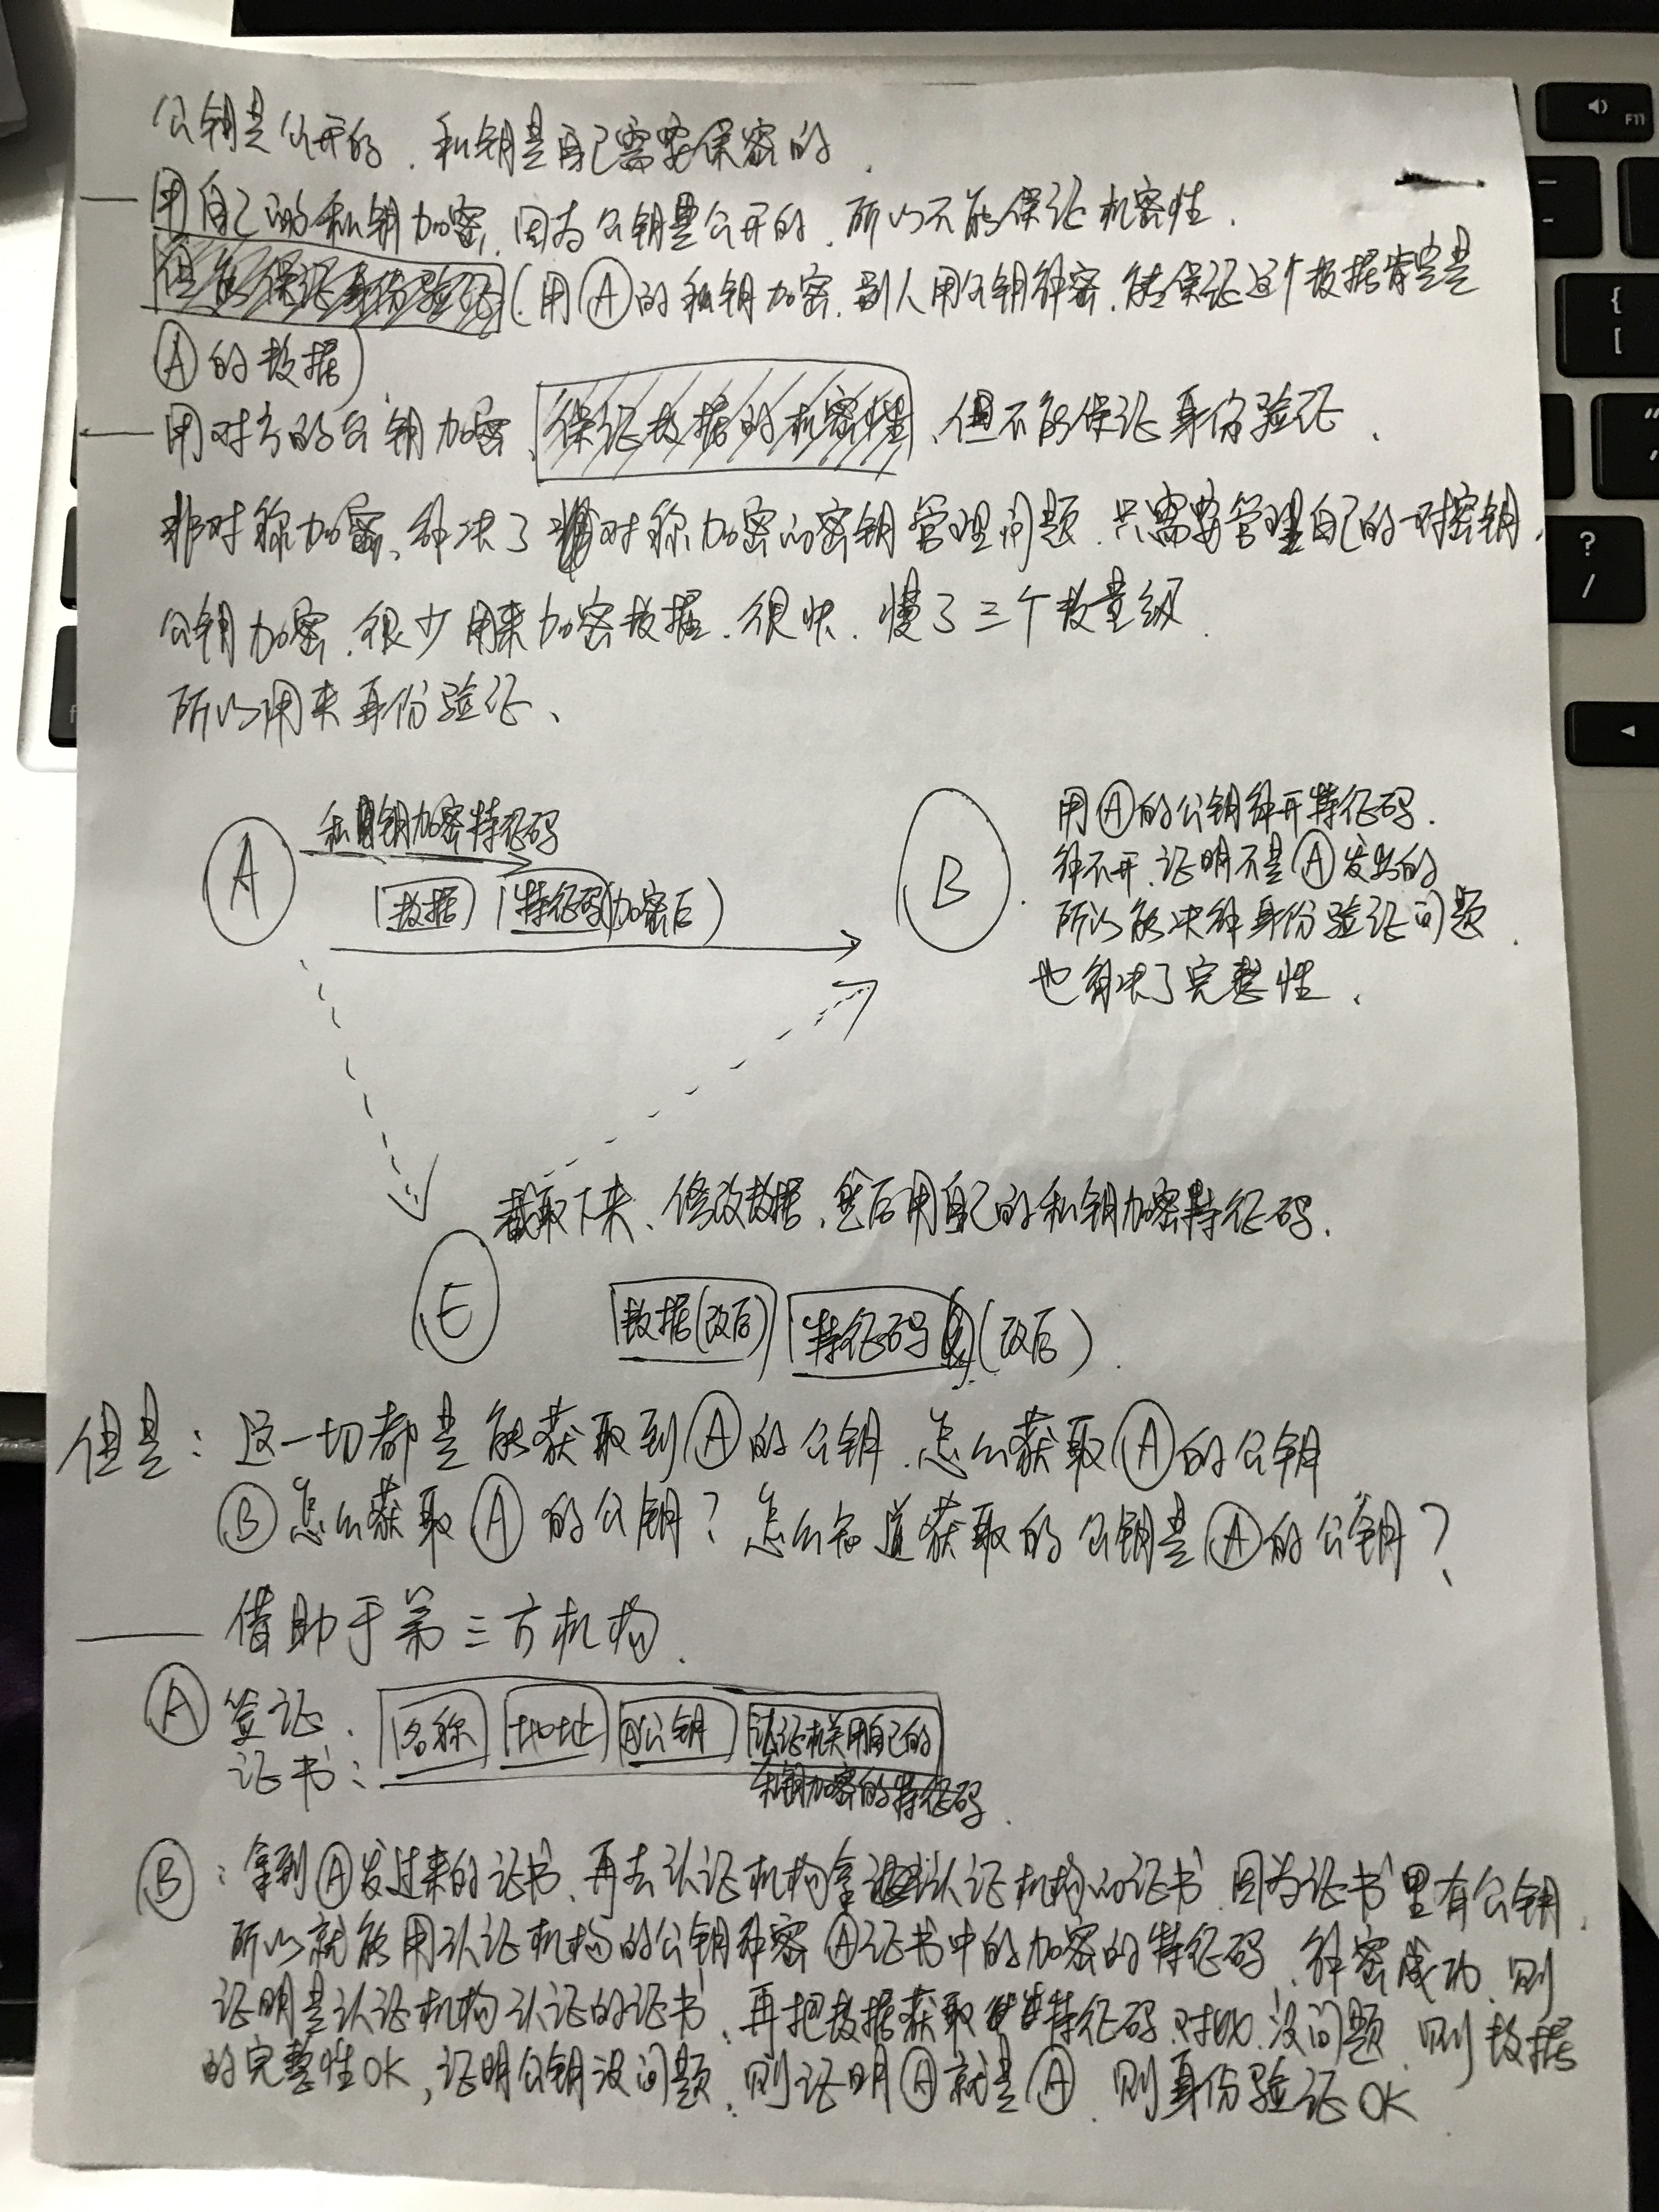 公钥是公开的、私钥是自己需要保密的、
用自己的私钥加密、因为公钥是公开的、所以不能保证机密性、
但能保证身份验证(用Ⓐ的私钥加密、别人用公钥解密、能保证这个数据肯定是
Ⓐ的数据)
用对方的公钥加密、保证数据的机密性、但不能保证身份验证、
非对称加密、解决了对称加密的密钥管理问题、只需要管理自己的一对密钥、
公钥加密、很少用来加密数据、很快、慢了三个数量级、
所以用来身份验证、
私钥加密特征码
A
数据 特征码(加密后)
B
用Ⓐ的公钥解开特征码、
解不开、证明不是Ⓐ发出的
所以能决解身份验证问题、
也解决了完整性、
截取下来、修改数据、然后用自己的私钥加密特征码、
E
数据(改后) 特征码(改后)、
但是：这一切都是能获取到Ⓐ的公钥、怎么获取Ⓐ的公钥
Ⓑ怎么获取Ⓐ的公钥？怎么知道获取的公钥是Ⓐ的公钥？
借助于第三方机构、
Ⓐ签证、
证书： 名称 地址 Ⓐ公钥 认证机关用自己的
私钥加密的特征码、
Ⓑ：拿到Ⓐ发过来的证书、再去认证机构拿认证机构的证书、因为证书里有公钥、
所以就能用认证机构的公钥解密Ⓐ证书中的加密的特征码、解密成功、则
证明是认证机构认证的证书、再把数据获取特征码、对比、没问题、则数据
的完整性OK，证明公钥没问题、则证明Ⓐ就是Ⓐ、则身份验证OK
F11
{
[
"
?
/